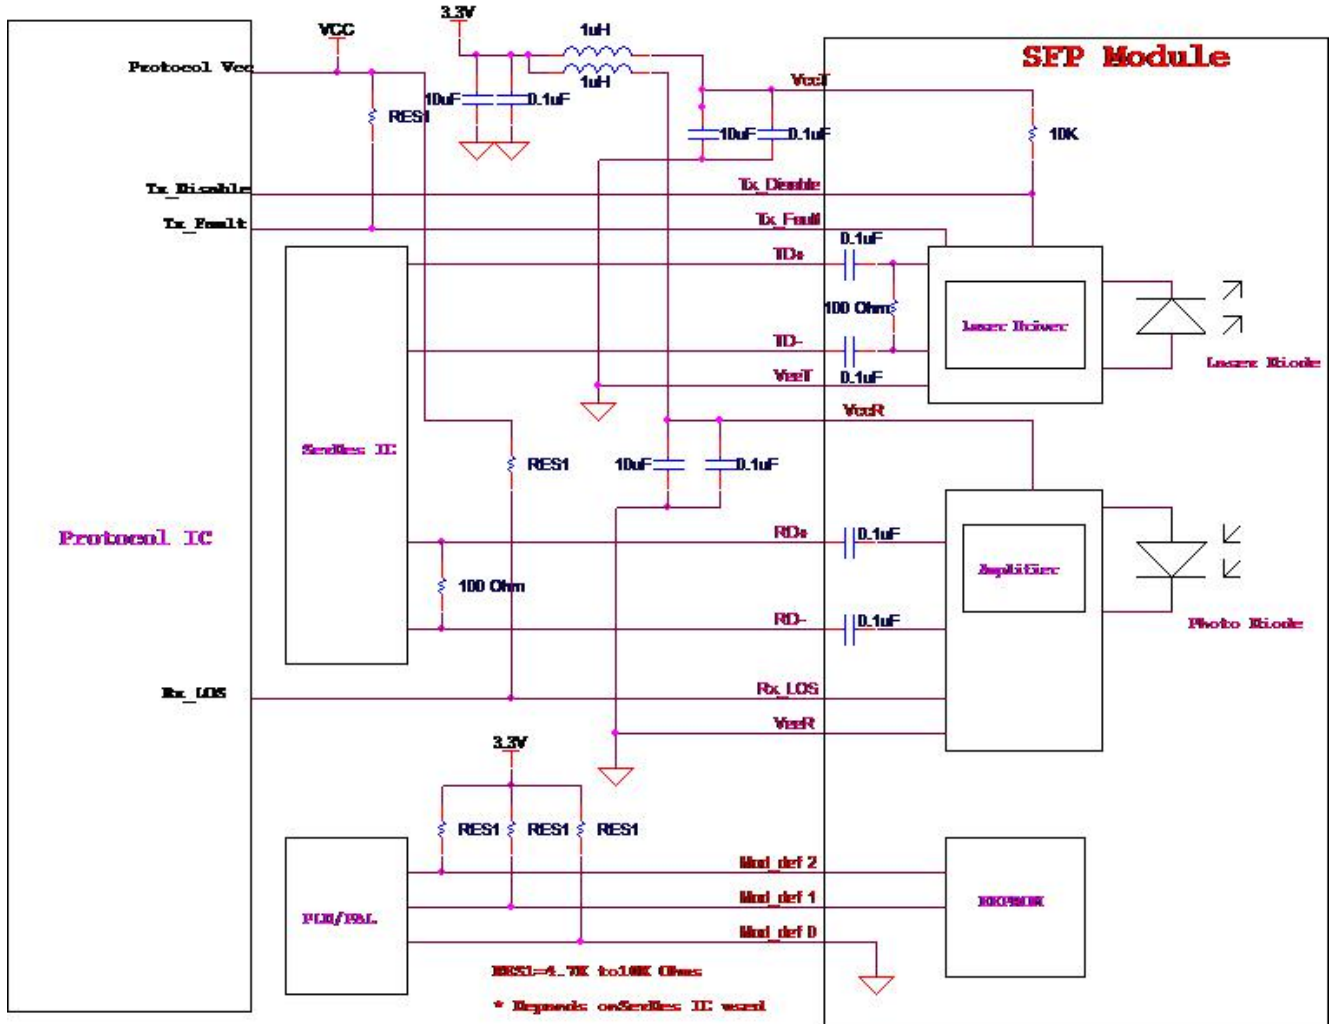 3.3V
1uH
VCC
SFP Module
Protocol Vcc
VccT
1uH
10uF
0.1uF
RES1
10uF
0.1uF
10K
Tx_Disable
Tx_Disable
Tx_Fault
Tx_Fault
0.1uF
TD+
100 Ohm
Laser Driver
TD-
Laser Diode
VeeT
0.1uF
VccR
SerDes IC
RES1
10uF
0.1uF
Protocol IC
RD+
0.1uF
Amplifier
100 Ohm
RD-
0.1uF
Photo Diode
Rx_LOS
Rx_LOS
VeeR
3.3V
RES1
RES1
RES1
Mod_def 2
Mod_def 1
EEPROM
PLD/PAL
Mod_def 0
RES1=4.7K to10K Ohms
* Depends onSerDes IC used